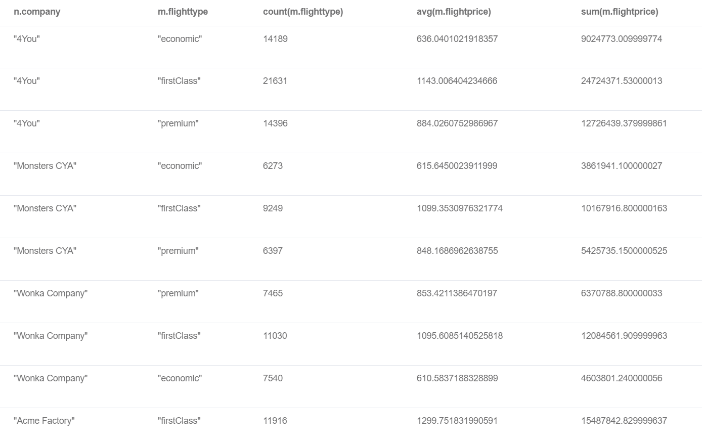 n.company m.flighttype count(m.flighttype) avg(m.flightprice) sum(m.flightprice)
"4You" "economic" 14189 636.0401021918357 9024773.009999774
"4You" "firstClass" 21631 1143.006404234666 24724371.53000013
"4You" "premium" 14396 884.0260752986967 12726439.379999861
"Monsters CYA" "economic" 6273 615.6450023911999 3861941.100000027
"Monsters CYA" "firstClass" 9249 1099.3530976321774 10167916.800000163
"Monsters CYA" "premium" 6397 848.1686962638755 5425735.1500000525
"Wonka Company" "premium" 7465 853.4211386470197 6370788.800000033
"Wonka Company" "firstClass" 11030 1095.6085140525818 12084561.909999963
"Wonka Company" "economic" 7540 610.5837188328899 4603801.240000056
"Acme Factory" "firstClass" 11916 1299.751831990591 15487842.829999637